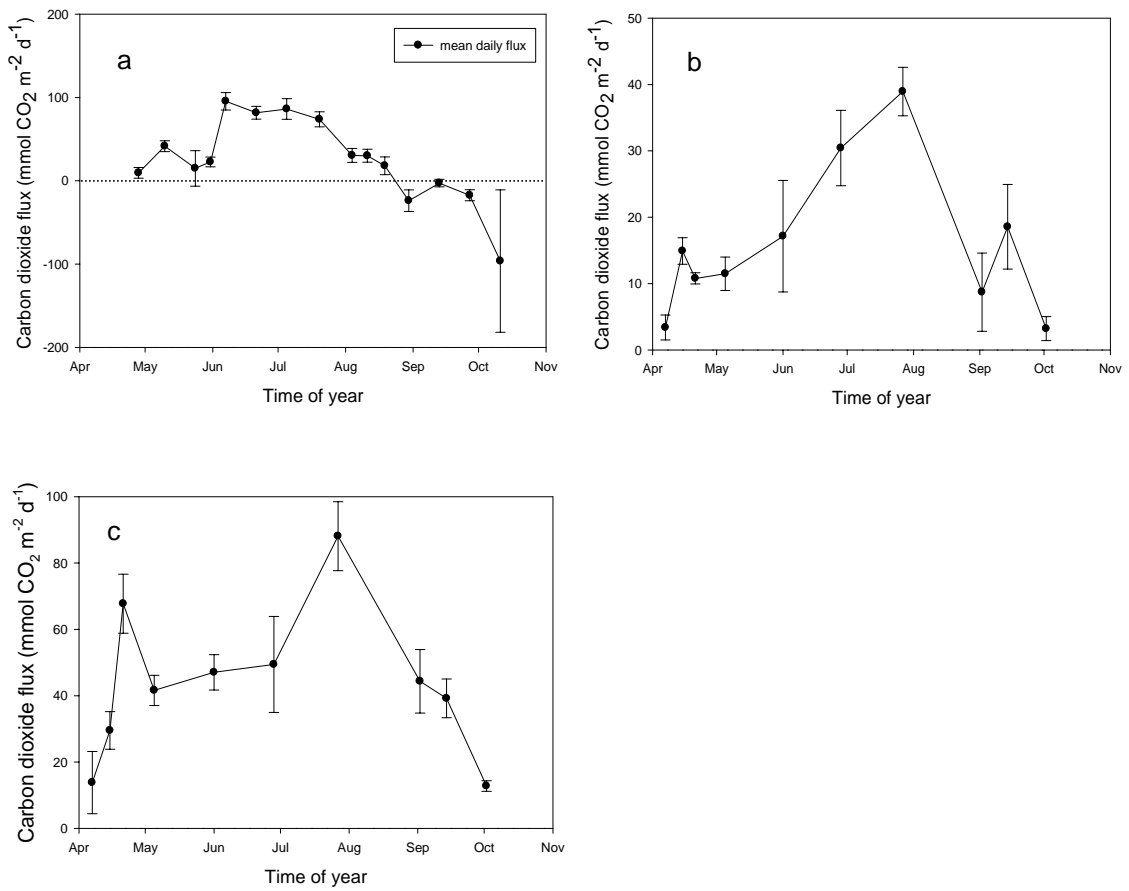 Carbon dioxide flux (mmol CO2 m-2 d-1)
200
100
0
-100
-200
a
mean daily flux
Apr May Jun Jul Aug Sep Oct Nov
Time of year
Carbon dioxide flux (mmol CO2 m-2 d-1)
50
40
30
20
10
0
b
Apr May Jun Jul Aug Sep Oct Nov
Time of year
Carbon dioxide flux (mmol CO2 m-2 d-1)
100
80
60
40
20
0
c
Apr May Jun Jul Aug Sep Oct Nov
Time of year